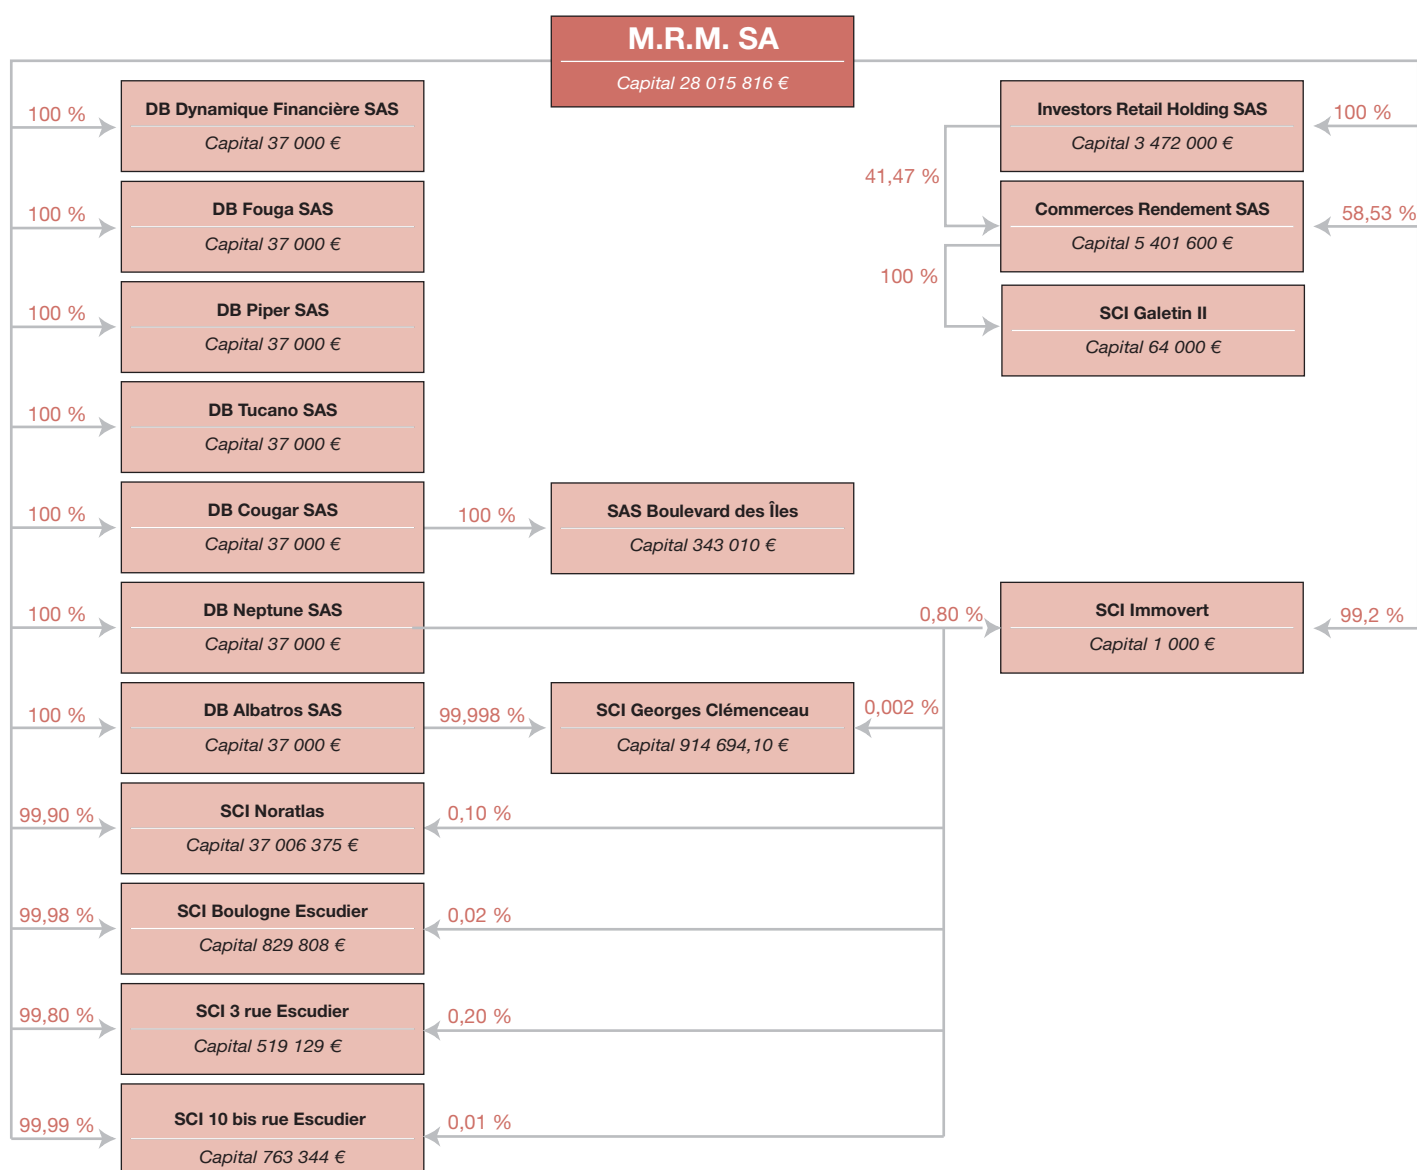 M.R.M. SA
Capital 28 015 816 €
100 %
DB Dynamique Financière SAS
Capital 37 000 €
Investors Retail Holding SAS
Capital 3 472 000 €
100 %
41,47 %
100 %
DB Fouga SAS
Capital 37 000 €
Commerces Rendement SAS
Capital 5 401 600 €
58,53 %
100 %
100 %
DB Piper SAS
Capital 37 000 €
SCI Galetin II
Capital 64 000 €
100 %
DB Tucano SAS
Capital 37 000 €
100 %
DB Cougar SAS
Capital 37 000 €
100 %
SAS Boulevard des Îles
Capital 343 010 €
100 %
DB Neptune SAS
Capital 37 000 €
0,80 %
SCI Immovert
Capital 1 000 €
99,2 %
100 %
DB Albatros SAS
Capital 37 000 €
99,998 %
SCI Georges Clémenceau
Capital 914 694,10 €
0,002 %
99,90 %
SCI Noratlas
Capital 37 006 375 €
0,10 %
99,98 %
SCI Boulogne Escudier
Capital 829 808 €
0,02 %
99,80 %
SCI 3 rue Escudier
Capital 519 129 €
0,20 %
99,99 %
SCI 10 bis rue Escudier
Capital 763 344 €
0,01 %